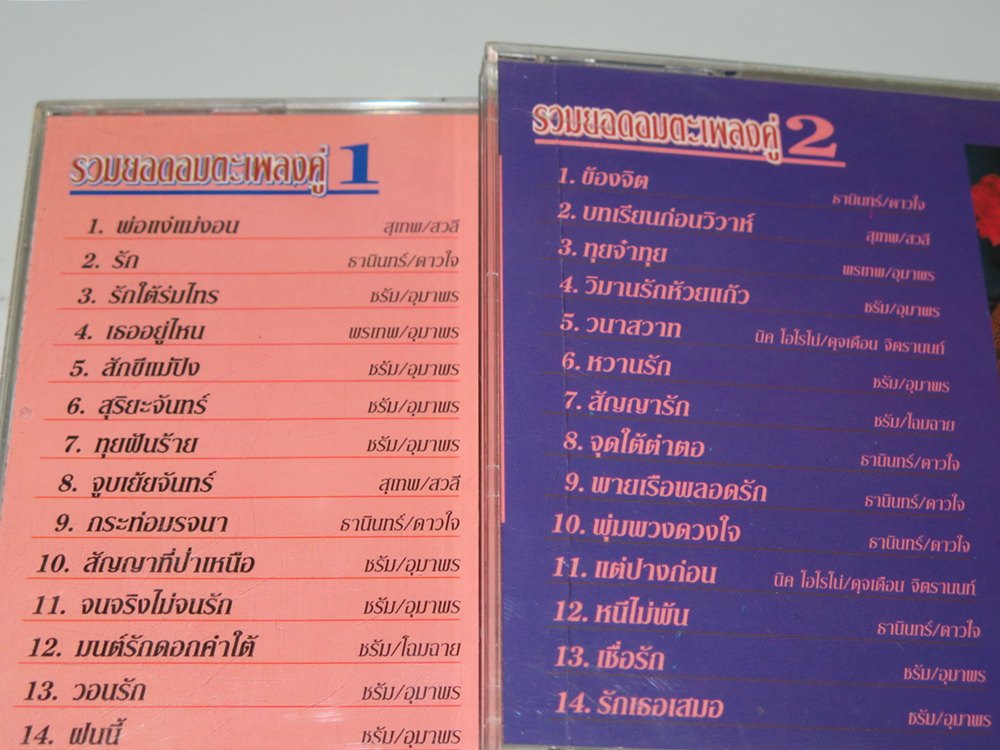 รวมยอดอมตะเพลงคู่ 1
1. พ่อแง่แม่งอน สุเทพ/สวลี
2. รัก ธานินทร์/ดาวใจ
3. รักใต้ร่มไทร ชรัม/อุมาพร
4. เธออยู่ไหน พรเทพ/อุมาพร
5. สักขีแม่ปิง ชรัม/อุมาพร
6. สุริยะจันทร์ ชรัม/อุมาพร
7. ทุยฝันร้าย ชรัม/อุมาพร
8. จูบเย้ยจันทร์ สุเทพ/สวลี
9. กระท่อมรจนา ธานินทร์/ดาวใจ
10. สัญญาที่ป่าเหนือ ชรัม/อุมาพร
11. จนจริงไม่จนรัก ชรัม/อุมาพร
12. มนต์รักดอกคำใต้ ชรัม/โฉมฉาย
13. วอนรัก ชรัม/อุมาพร
14. ฝนนี้ ชรัม/อุมาพร
รวมยอดอมตะเพลงคู่ 2
1. ข้องจิต ธานินทร์/ดาวใจ
2. บทเรียนก่อนวิวาห์ สุเทพ/สวลี
3. ทุยจ๋าทุย พรเทพ/อุมาพร
4. วิมานรักห้วยแก้ว ชรัม/อุมาพร
5. วนาสวาท นิค โอโรโน่/ดุจเดือน จิตรานนท์
6. หวานรัก ชรัม/อุมาพร
7. สัญญารัก ชรัม/โฉมฉาย
8. จุดใต้ตำตอ ธานินทร์/ดาวใจ
9. พายเรือพลอดรัก ธานินทร์/ดาวใจ
10. พุ่มพวงดวงใจ ธานินทร์/ดาวใจ
11. แต่ปางก่อน นิค โอโรโน่/ดุจเดือน จิตรานนท์
12. หนีไม่พ้น ธานินทร์/ดาวใจ
13. เชื่อรัก ชรัม/อุมาพร
14. รักเธอเสมอ ชรัม/อุมาพร